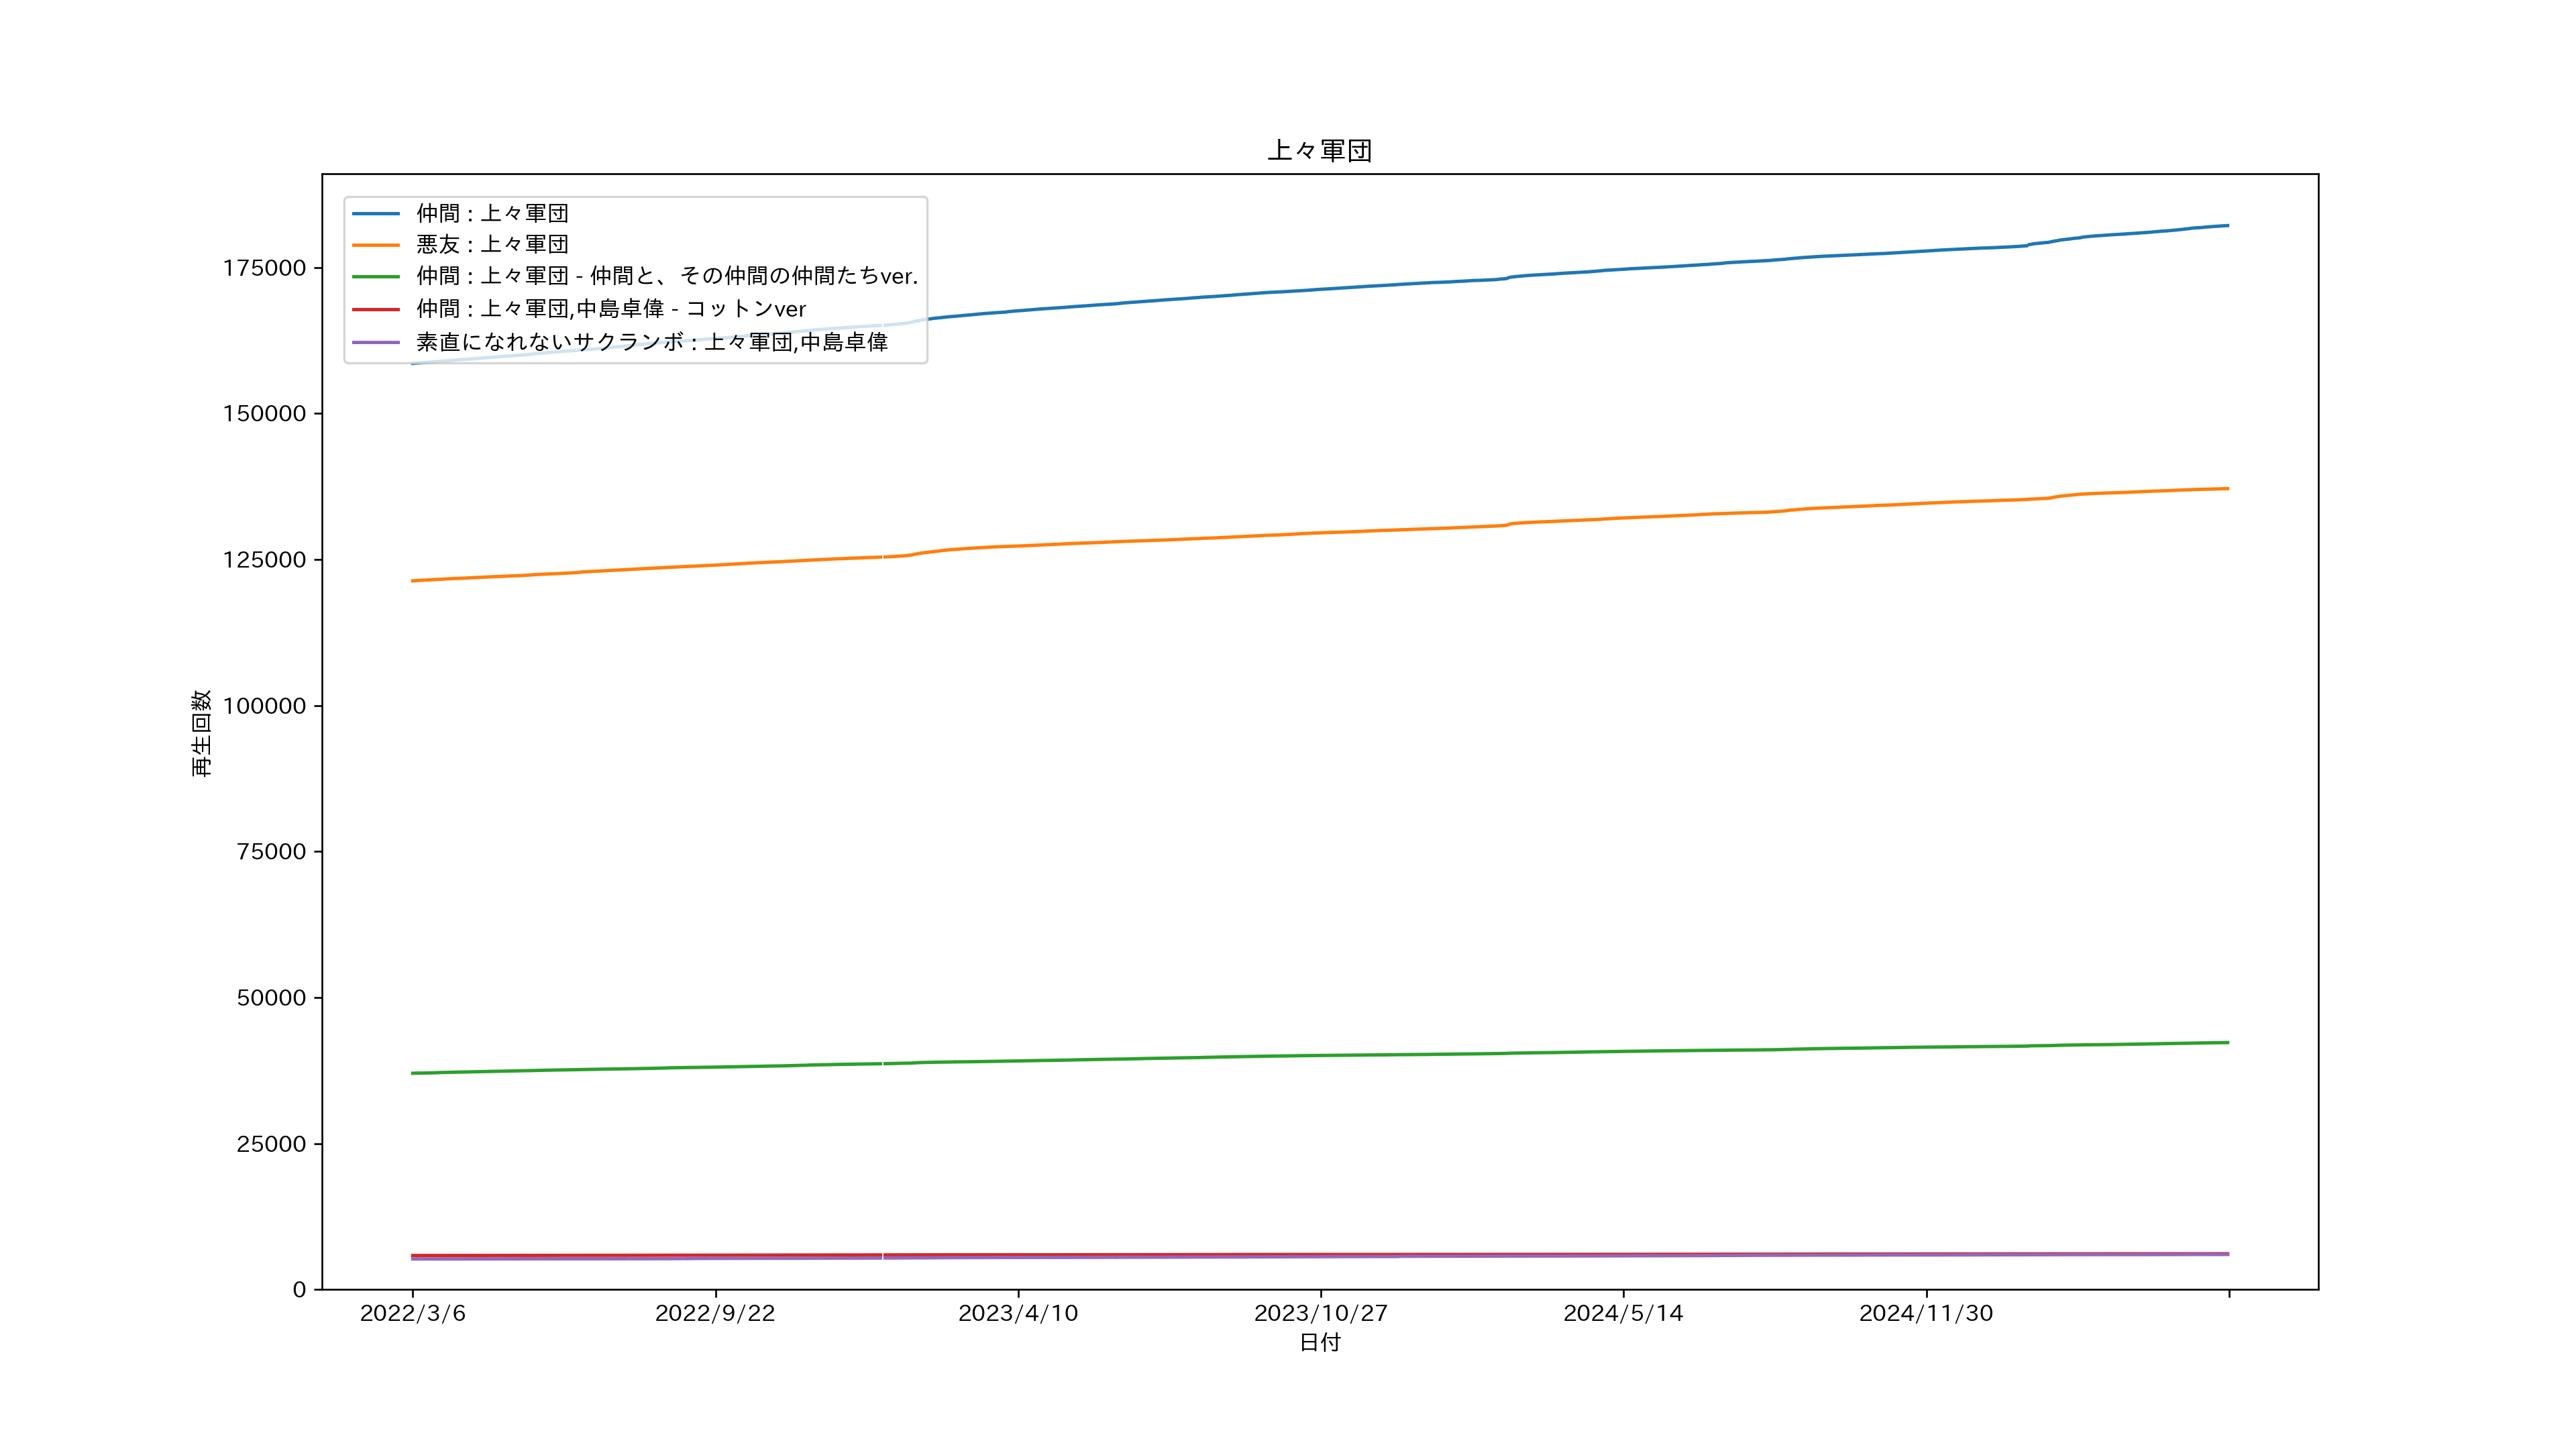 上々軍団
仲間 : 上々軍団
悪友 : 上々軍団
仲間 : 上々軍団 - 仲間と、その仲間の仲間たちver.
仲間 : 上々軍団,中島卓偉 - コットンver
素直になれないサクランボ : 上々軍団,中島卓偉
175000
150000
125000
100000
75000
50000
25000
0
再生回数
2022/3/6 2022/9/22 2023/4/10 2023/10/27 2024/5/14 2024/11/30
日付